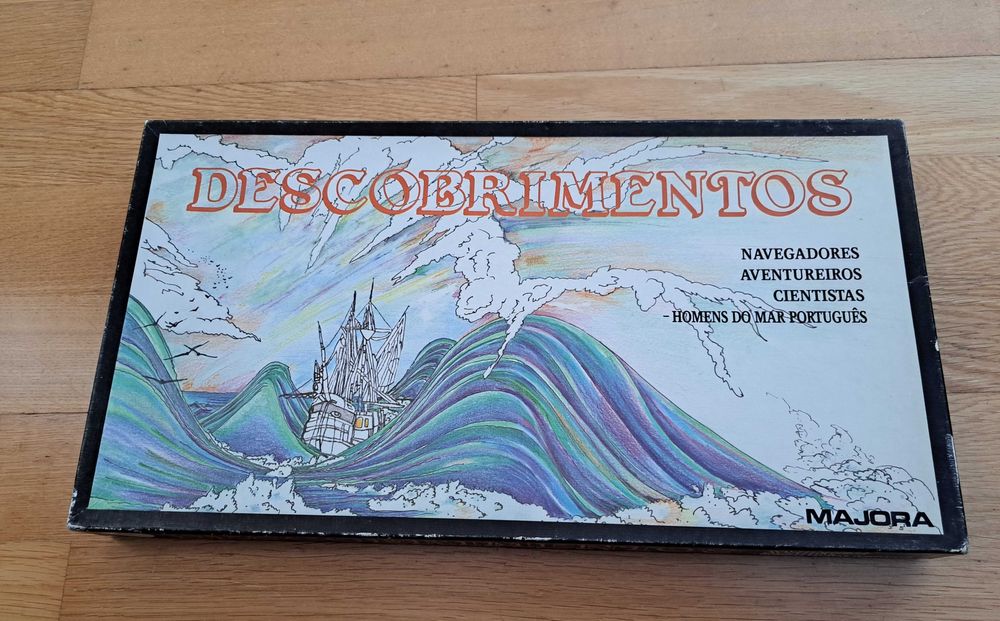 DESCOBRIMENTOS
NAVEGADORES
AVENTUREIROS
CIENTISTAS
- HOMENS DO MAR PORTUGUÊS
MAJORA